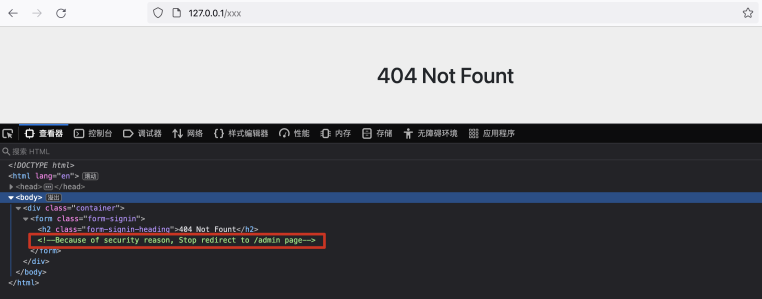 127.0.0.1/xxx
404 Not Fount
查看器 控制台 调试器 网络 样式编辑器 性能 内存 存储 无障碍环境 应用程序
搜索 HTML
<!DOCTYPE html>
<html lang="en"> 滚动
<head> ••• </head>
<body> 溢出
<div class="container">
<form class="form-signin">
<h2 class="form-signin-heading">404 Not Fount</h2>
<!--Because of security reason, Stop redirect to /admin page-->
</form>
</div>
</body>
</html>